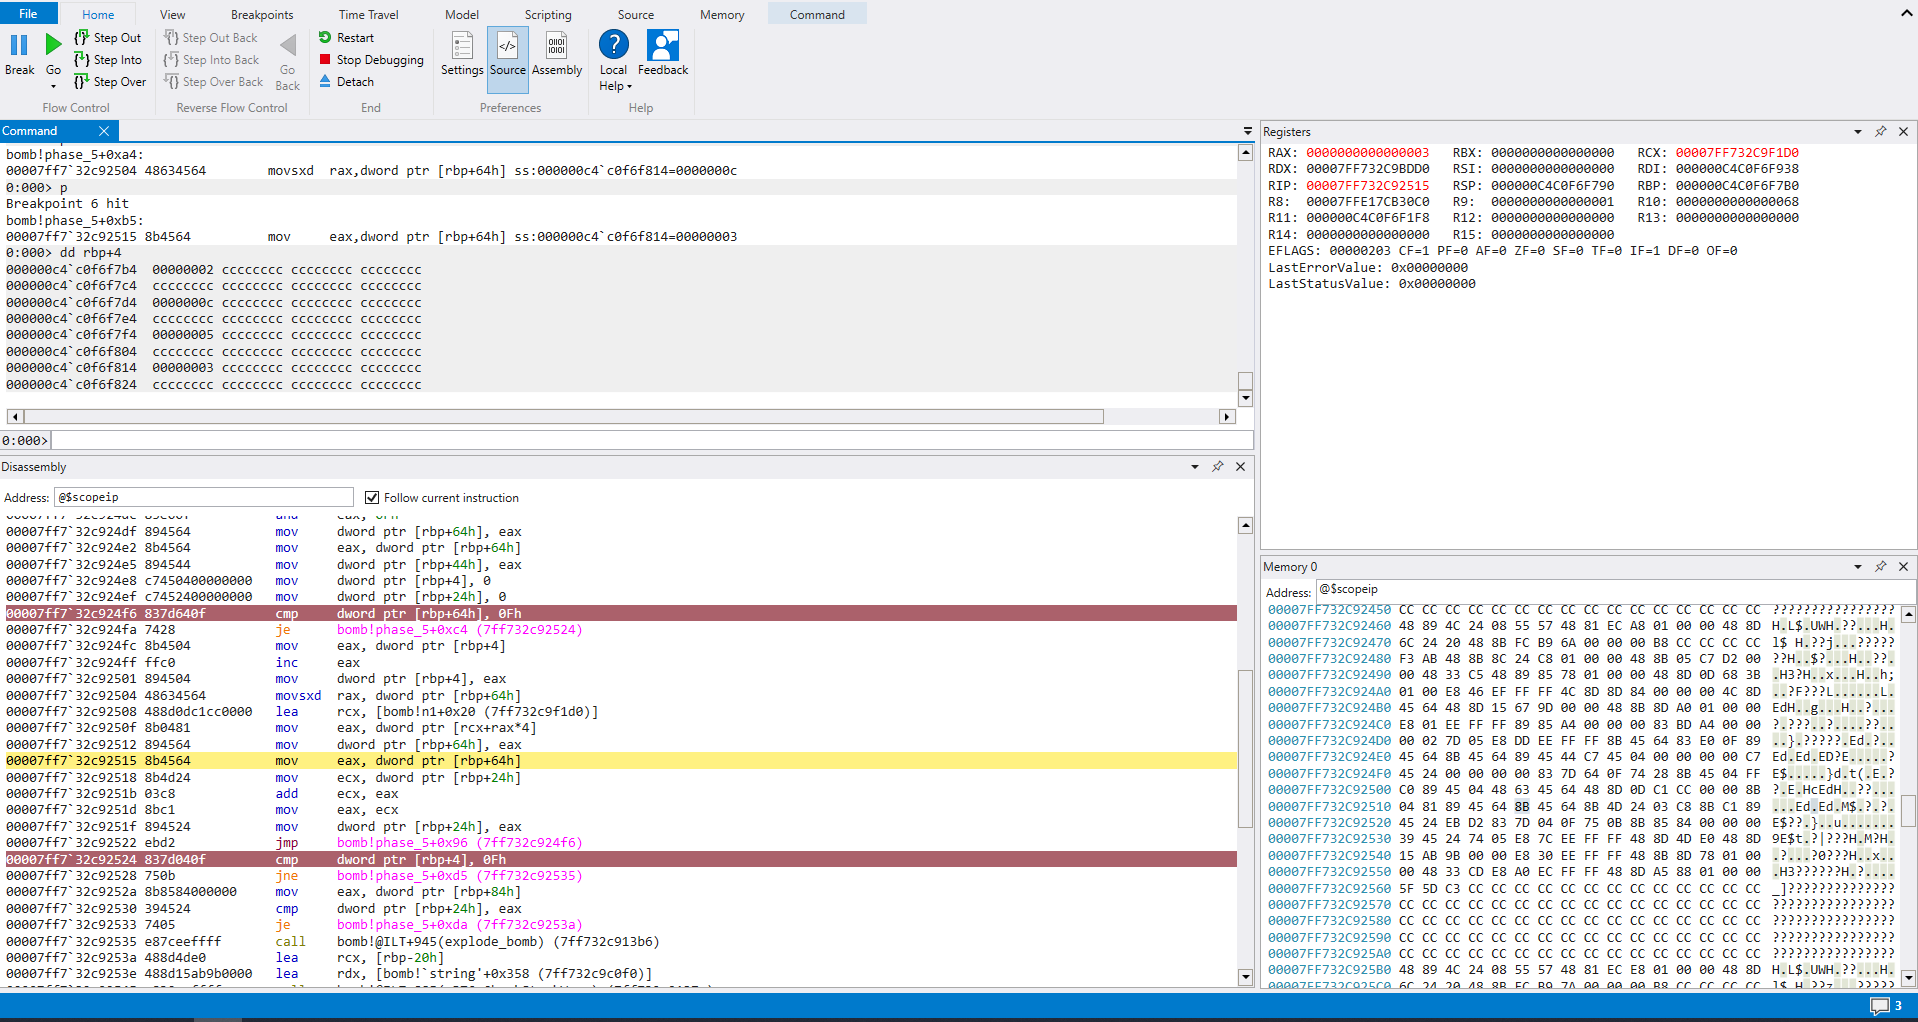 File Home View Breakpoints Time Travel Model Scripting Source Memory Command
Break Go Step Out Step Into Step Over
Flow Control
Step Out Back Step Into Back Step Over Back Go Back
Reverse Flow Control
Restart
Stop Debugging
Detach
End
Settings Source Assembly
Preferences
Local Help Feedback
Help
Command
bomb!phase_5+0xa4:
00007ff7`32c92504 48634564 movsxd rax,dword ptr [rbp+64h] ss:000000c4`c0f6f814=0000000c
0:000> p
Breakpoint 6 hit
bomb!phase_5+0xb5:
00007ff7`32c92515 8b4564 mov eax,dword ptr [rbp+64h] ss:000000c4`c0f6f814=00000003
0:000> dd rbp+4
000000c4`c0f6f7b4 00000002 cccccccc cccccccc cccccccc
000000c4`c0f6f7c4 cccccccc cccccccc cccccccc cccccccc
000000c4`c0f6f7d4 0000000c cccccccc cccccccc cccccccc
000000c4`c0f6f7e4 cccccccc cccccccc cccccccc cccccccc
000000c4`c0f6f7f4 00000005 cccccccc cccccccc cccccccc
000000c4`c0f6f804 cccccccc cccccccc cccccccc cccccccc
000000c4`c0f6f814 00000003 cccccccc cccccccc cccccccc
000000c4`c0f6f824 cccccccc cccccccc cccccccc cccccccc
0:000>
Disassembly
Address: @$scopeip Follow current instruction
00007ff7`32c924df 894564 mov dword ptr [rbp+64h], eax
00007ff7`32c924e2 8b4564 mov eax, dword ptr [rbp+64h]
00007ff7`32c924e5 894544 mov dword ptr [rbp+44h], eax
00007ff7`32c924e8 c7450400000000 mov dword ptr [rbp+4], 0
00007ff7`32c924ef c7452400000000 mov dword ptr [rbp+24h], 0
00007ff7`32c924f6 837d640f cmp dword ptr [rbp+64h], 0Fh
00007ff7`32c924fa 7428 je bomb!phase_5+0xc4 (7ff732c92524)
00007ff7`32c924fc 8b4504 mov eax, dword ptr [rbp+4]
00007ff7`32c924ff ffc0 inc eax
00007ff7`32c92501 894504 mov dword ptr [rbp+4], eax
00007ff7`32c92504 48634564 movsxd rax, dword ptr [rbp+64h]
00007ff7`32c92508 488d0dc1cc0000 lea rcx, [bomb!n1+0x20 (7ff732c9f1d0)]
00007ff7`32c9250f 8b0481 mov eax, dword ptr [rcx+rax*4]
00007ff7`32c92512 894564 mov dword ptr [rbp+64h], eax
00007ff7`32c92515 8b4564 mov eax, dword ptr [rbp+64h]
00007ff7`32c92518 8b4d24 mov ecx, dword ptr [rbp+24h]
00007ff7`32c9251b 03c8 add ecx, eax
00007ff7`32c9251d 8bc1 mov eax, ecx
00007ff7`32c9251f 894524 mov dword ptr [rbp+24h], eax
00007ff7`32c92522 ebd2 jmp bomb!phase_5+0x96 (7ff732c924f6)
00007ff7`32c92524 837d040f cmp dword ptr [rbp+4], 0Fh
00007ff7`32c92528 750b jne bomb!phase_5+0xd5 (7ff732c92535)
00007ff7`32c9252a 8b8584000000 mov eax, dword ptr [rbp+84h]
00007ff7`32c92530 394524 cmp dword ptr [rbp+24h], eax
00007ff7`32c92533 7405 je bomb!phase_5+0xda (7ff732c9253a)
00007ff7`32c92535 e87ceeffff call bomb!@ILT+945(explode_bomb) (7ff732c913b6)
00007ff7`32c9253a 488d4de0 lea rcx, [rbp-20h]
00007ff7`32c9253e 488d15ab9b0000 lea rdx, [bomb!`string'+0x358 (7ff732c9c0f0)]
Registers
RAX: 0000000000000003 RBX: 0000000000000000 RCX: 00007FF732C9F1D0
RDX: 00007FF732C9BDD0 RSI: 0000000000000000 RDI: 000000C4C0F6F938
RIP: 00007FF732C92515 RSP: 000000C4C0F6F790 RBP: 000000C4C0F6F7B0
R8: 00007FFE17CB30C0 R9: 0000000000000001 R10: 0000000000000068
R11: 000000C4C0F6F1F8 R12: 0000000000000000 R13: 0000000000000000
R14: 0000000000000000 R15: 0000000000000000
EFLAGS: 00000203 CF=1 PF=0 AF=0 ZF=0 SF=0 TF=0 IF=1 DF=0 OF=0
LastErrorValue: 0x00000000
LastStatusValue: 0x00000000
Memory 0
Address: @$scopeip
00007FF732C92450 CC CC CC CC CC CC CC CC CC CC CC CC CC CC CC CC ????????????????
00007FF732C92460 48 89 4C 24 08 55 57 48 81 EC A8 01 00 00 48 8D H.L$.UWH.??...H.
00007FF732C92470 6C 24 20 48 8B FC B9 6A 00 00 00 B8 CC CC CC CC l$ H.??j...?????
00007FF732C92480 F3 AB 48 8B 8C 24 C8 01 00 00 48 8B 05 C7 D2 00 ??H..$?...H..??.
00007FF732C92490 00 48 33 C5 48 89 85 78 01 00 00 48 8D 0D 68 3B .H3?H..x...H..h;
00007FF732C924A0 01 00 E8 46 EF FF FF 4C 8D 8D 84 00 00 00 4C 8D ..?F???L......L.
00007FF732C924B0 45 64 48 8D 15 67 9D 00 00 48 8B 8D A0 01 00 00 EdH..g...H..?...
00007FF732C924C0 E8 01 EE FF FF 89 85 A4 00 00 00 83 BD A4 00 00 ?.???..?....??..
00007FF732C924D0 00 02 7D 05 E8 DD EE FF FF 8B 45 64 83 E0 0F 89 ..}.?????.Ed.?..
00007FF732C924E0 45 64 8B 45 64 89 45 44 C7 45 04 00 00 00 00 C7 Ed.Ed.ED?E.....?
00007FF732C924F0 45 24 00 00 00 00 83 7D 64 0F 74 28 8B 45 04 FF E$.....}d.t(.E.?
00007FF732C92500 C0 89 45 04 48 63 45 64 48 8D 0D C1 CC 00 00 8B ?.E.HcEdH..??...
00007FF732C92510 04 81 89 45 64 8B 45 64 8B 4D 24 03 C8 8B C1 89 ...Ed.Ed.M$.?.?.
00007FF732C92520 45 24 EB D2 83 7D 04 0F 75 0B 8B 85 84 00 00 00 E$??.}..u.......
00007FF732C92530 39 45 24 74 05 E8 7C EE FF FF 48 8D 4D E0 48 8D 9E$t.?|???H.M?H.
00007FF732C92540 15 AB 9B 00 00 E8 30 EE FF FF 48 8B 8D 78 01 00 .?...?0???H..x..
00007FF732C92550 00 48 33 CD E8 A0 EC FF FF 48 8D A5 88 01 00 00 .H3??????H.?....
00007FF732C92560 5F 5D C3 CC CC CC CC CC CC CC CC CC CC CC CC CC _]??????????????
00007FF732C92570 CC CC CC CC CC CC CC CC CC CC CC CC CC CC CC CC ????????????????
00007FF732C92580 CC CC CC CC CC CC CC CC CC CC CC CC CC CC CC CC ????????????????
00007FF732C92590 CC CC CC CC CC CC CC CC CC CC CC CC CC CC CC CC ????????????????
00007FF732C925A0 CC CC CC CC CC CC CC CC CC CC CC CC CC CC CC CC ????????????????
00007FF732C925B0 48 89 4C 24 08 55 57 48 81 EC E8 01 00 00 48 8D H.L$.UWH.??...H.
00007FF732C925C0 6C 24 20 48 8B FC B9 7A 00 00 00 B8 CC CC CC CC l$ H.??z...?????
3